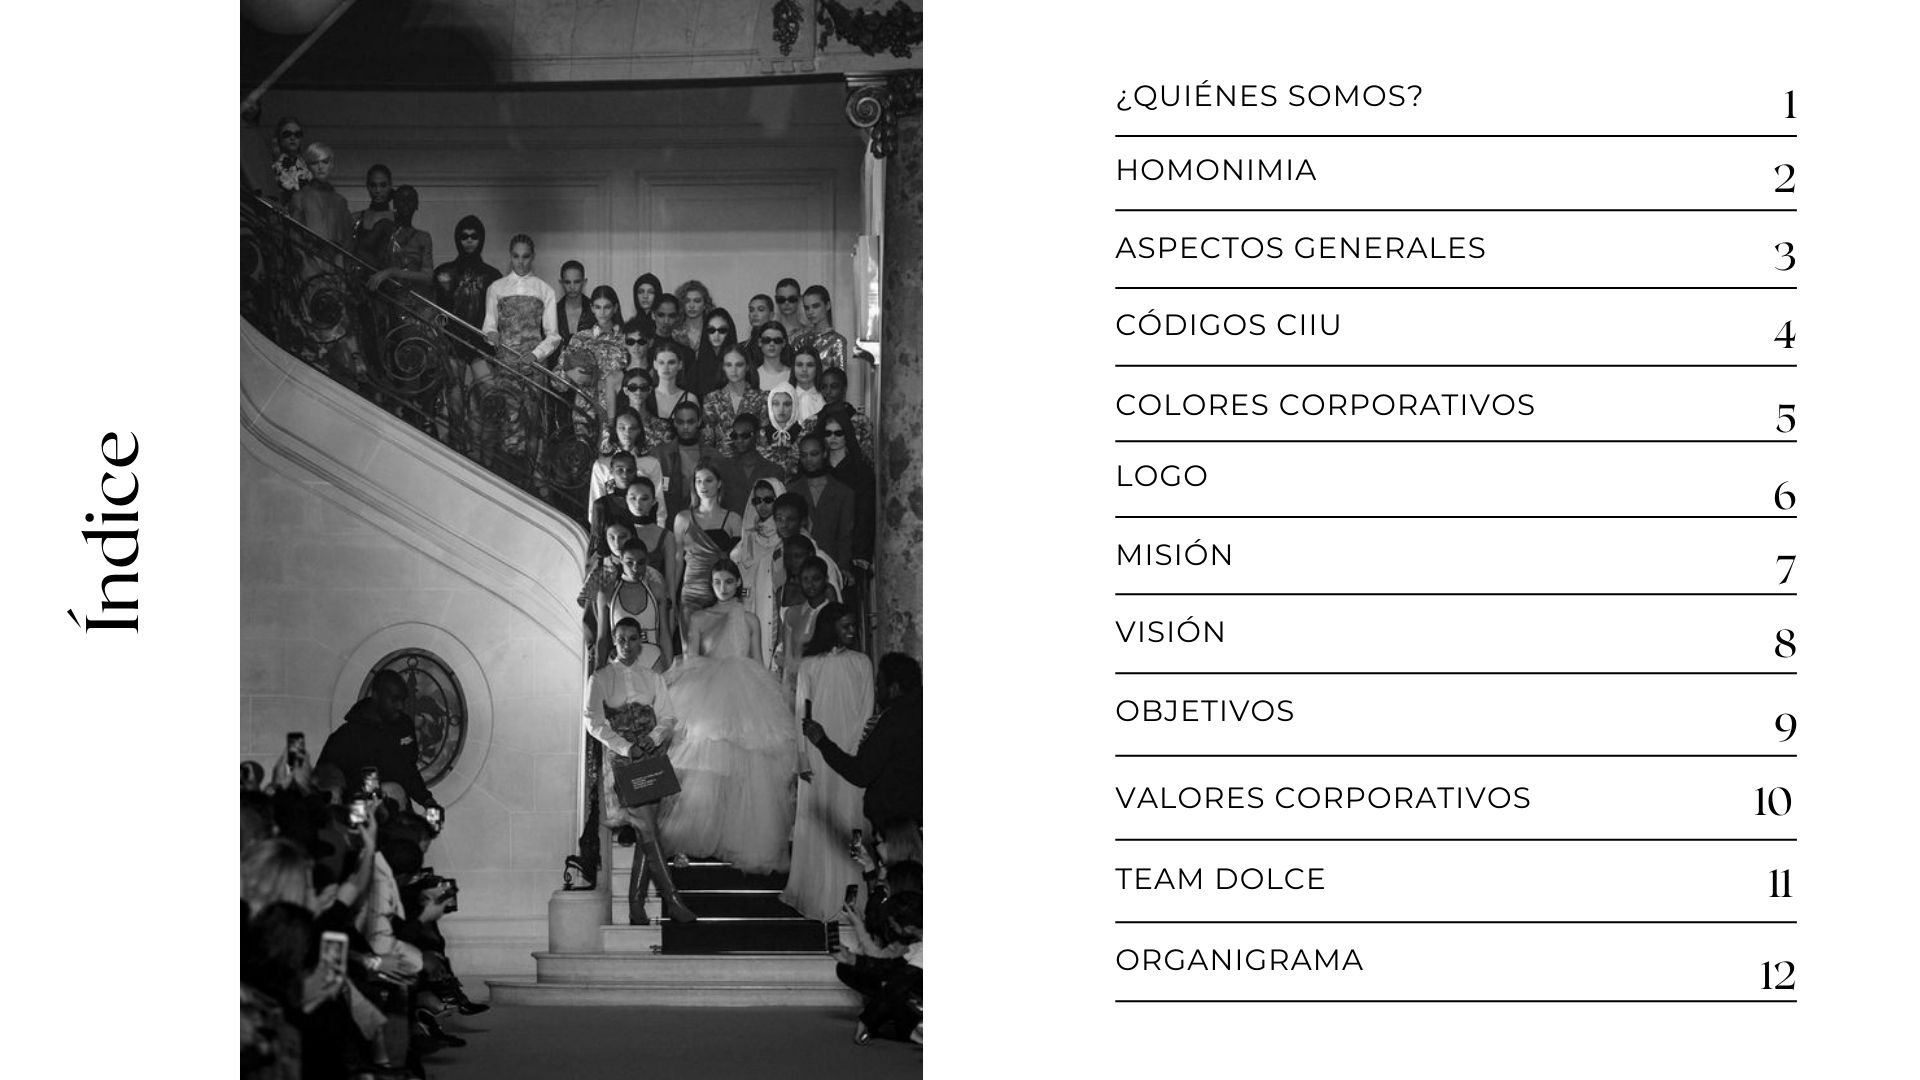 Índice
¿QUIÉNES SOMOS? 1
HOMONIMIA 2
ASPECTOS GENERALES 3
CÓDIGOS CIIU 4
COLORES CORPORATIVOS 5
LOGO 6
MISIÓN 7
VISIÓN 8
OBJETIVOS 9
VALORES CORPORATIVOS 10
TEAM DOLCE 11
ORGANIGRAMA 12